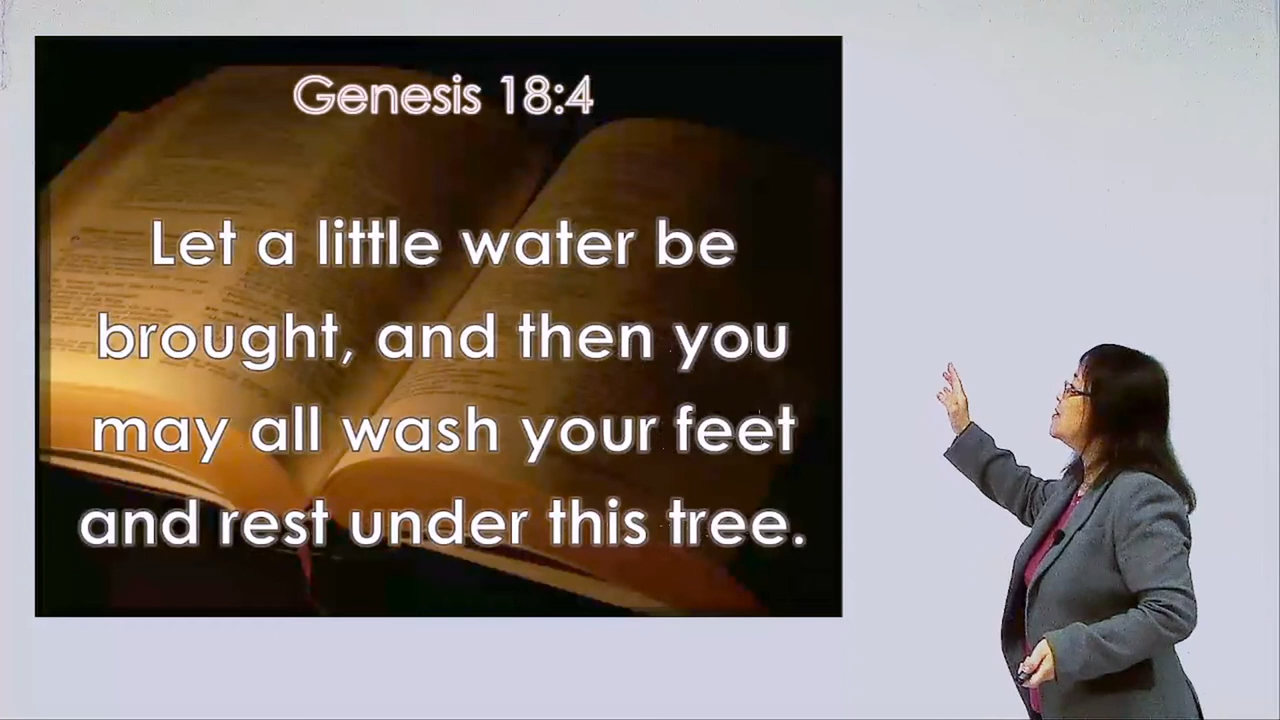 Genesis 18:4
Let a little water be
brought, and then you
may all wash your feet
and rest under this tree.